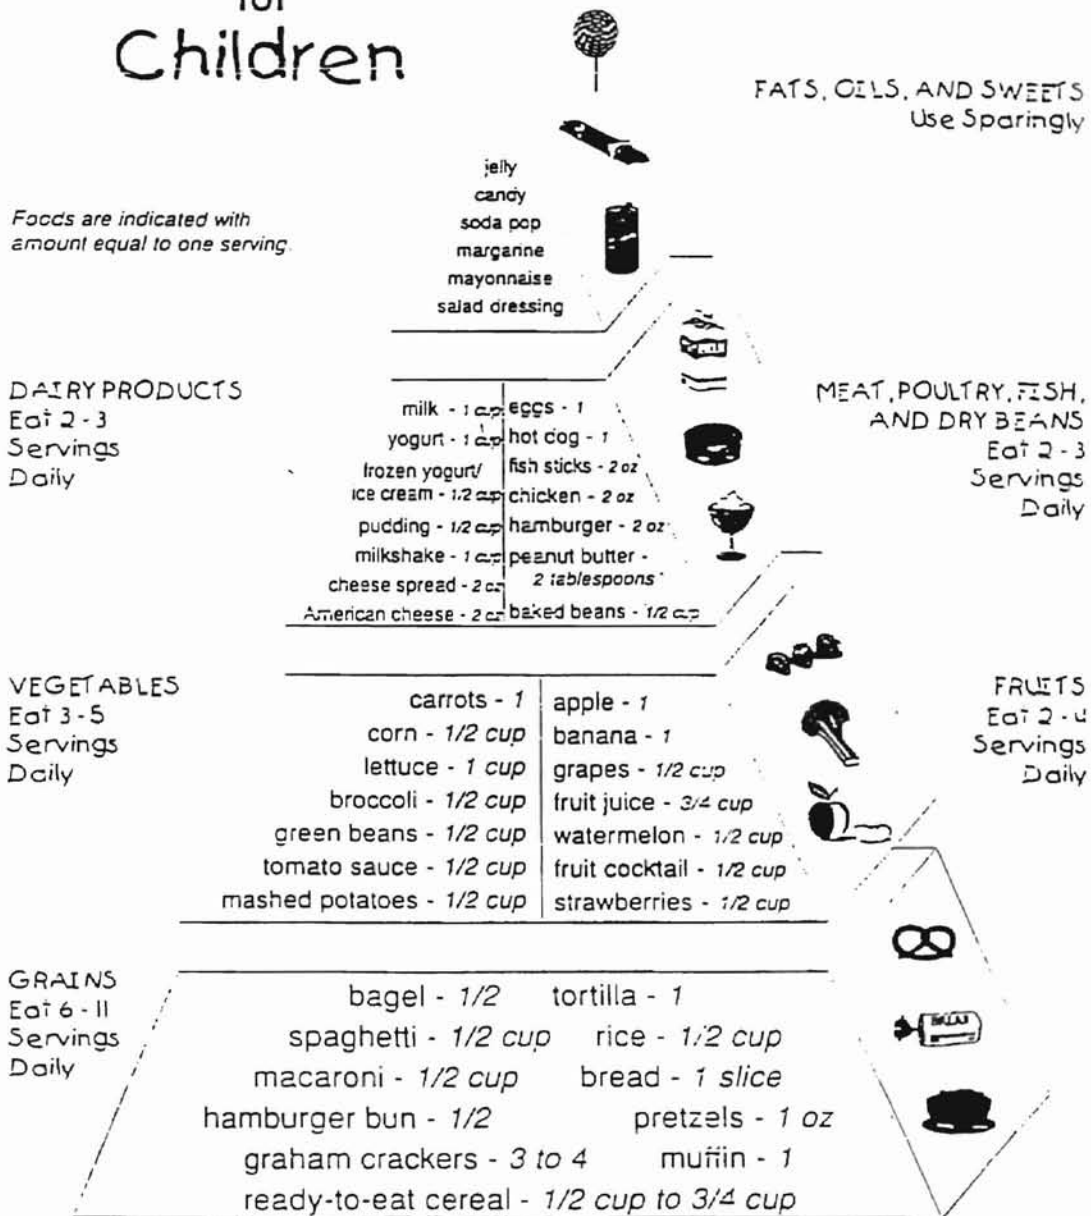 for
Children
FATS, OILS, AND SWEETS
Use Sparingly
jelly
candy
soda pop
margarine
mayonnaise
salad dressing
Foods are indicated with
amount equal to one serving.
DAIRY PRODUCTS
Eat 2 - 3
Servings
Daily
milk - 1 cup
yogurt - 1 cup
frozen yogurt/
ice cream - 1/2 cup
pudding - 1/2 cup
milkshake - 1 cup
cheese spread - 2 oz
American cheese - 2 oz
eggs - 1
hot dog - 1
fish sticks - 2 oz
chicken - 2 oz
hamburger - 2 oz
peanut butter -
2 tablespoons
baked beans - 1/2 cup
MEAT, POULTRY, FISH,
AND DRY BEANS
Eat 2 - 3
Servings
Daily
VEGETABLES
Eat 3 - 5
Servings
Daily
carrots - 1
corn - 1/2 cup
lettuce - 1 cup
broccoli - 1/2 cup
green beans - 1/2 cup
tomato sauce - 1/2 cup
mashed potatoes - 1/2 cup
apple - 1
banana - 1
grapes - 1/2 cup
fruit juice - 3/4 cup
watermelon - 1/2 cup
fruit cocktail - 1/2 cup
strawberries - 1/2 cup
FRUITS
Eat 2 - 4
Servings
Daily
GRAINS
Eat 6 - 11
Servings
Daily
bagel - 1/2 tortilla - 1
spaghetti - 1/2 cup rice - 1/2 cup
macaroni - 1/2 cup bread - 1 slice
hamburger bun - 1/2 pretzels - 1 oz
graham crackers - 3 to 4 muffin - 1
ready-to-eat cereal - 1/2 cup to 3/4 cup
BREAD